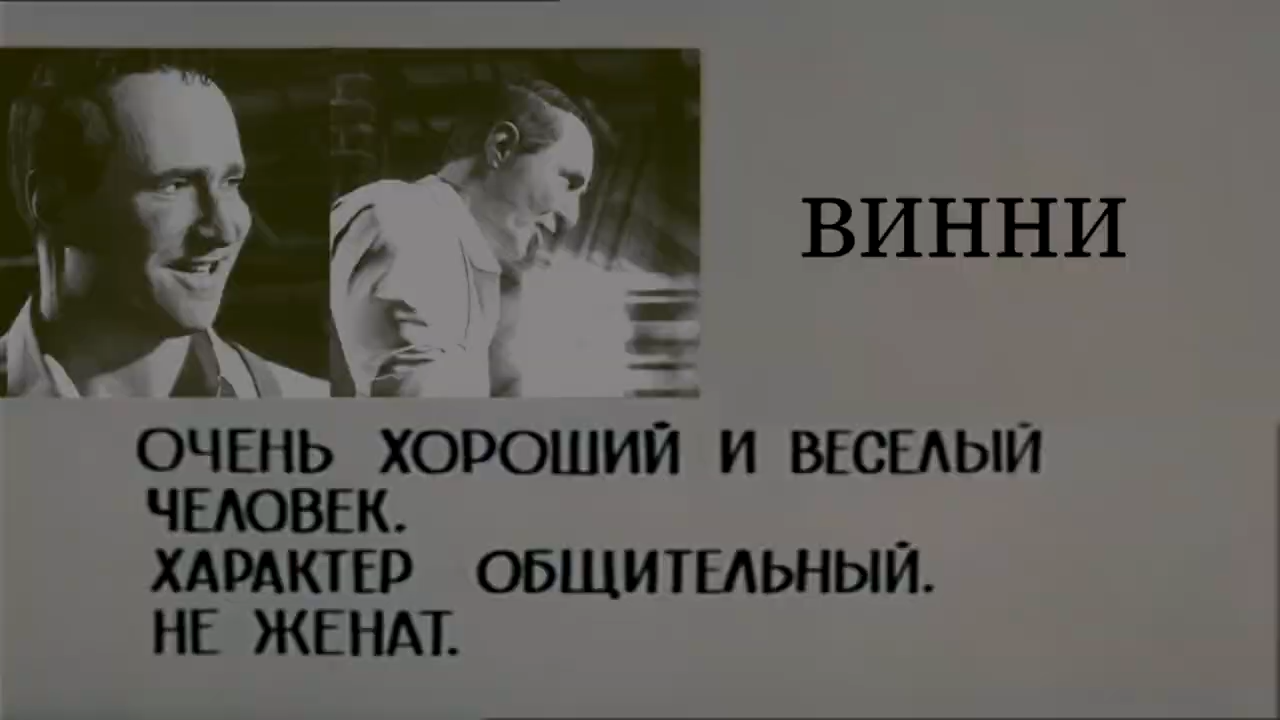 ВИННИ
ОЧЕНЬ ХОРОШИЙ И ВЕСЕЛЫЙ
ЧЕЛОВЕК.
ХАРАКТЕР ОБЩИТЕЛЬНЫЙ.
НЕ ЖЕНАТ.